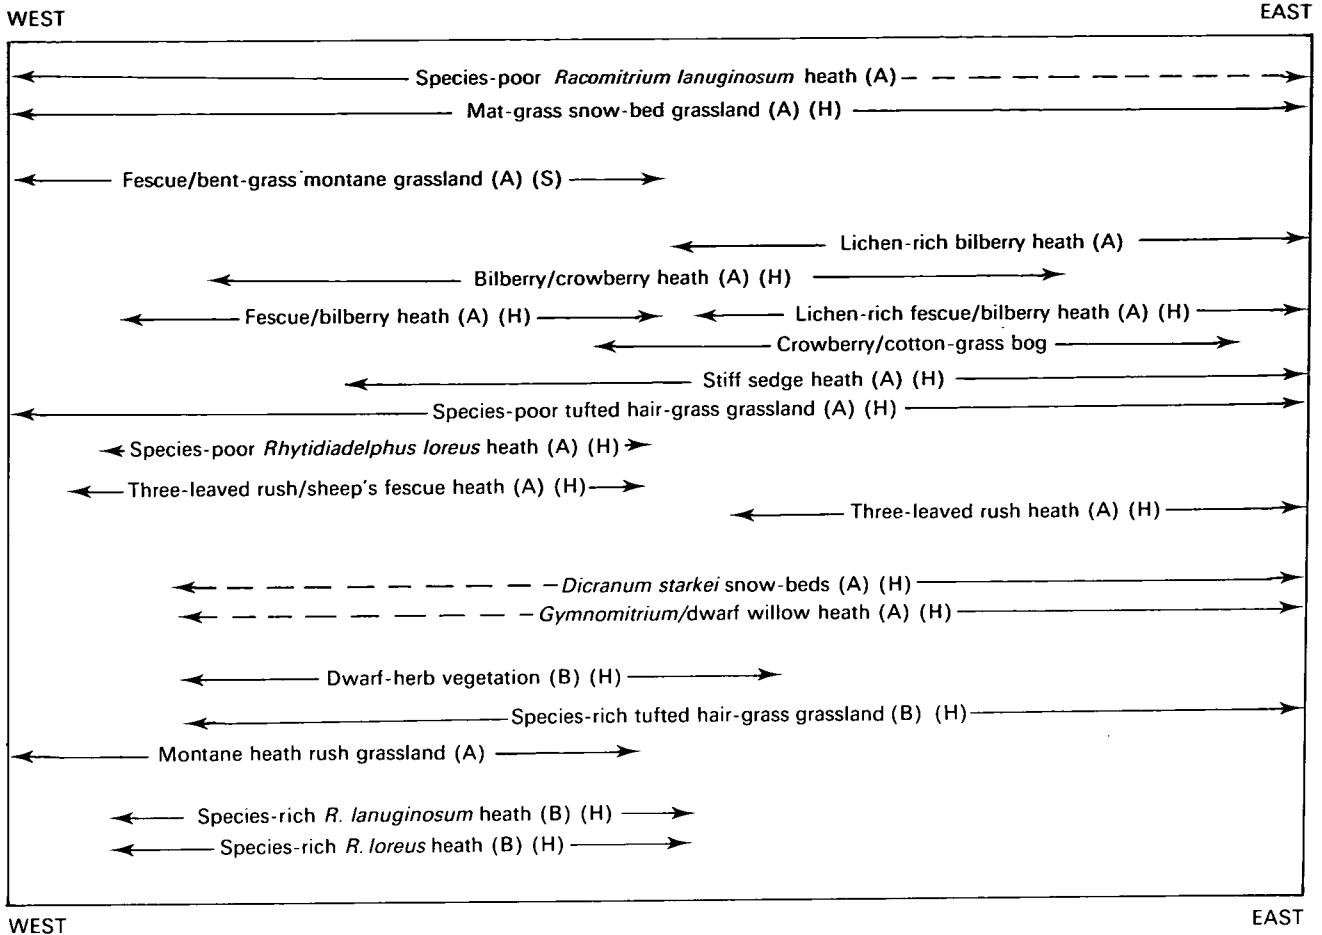 WEST EAST
Species-poor Racomitrium lanuginosum heath (A)
Mat-grass snow-bed grassland (A) (H)
Fescue/bent-grass montane grassland (A) (S)
Lichen-rich bilberry heath (A)
Bilberry/crowberry heath (A) (H)
Fescue/bilberry heath (A) (H) Lichen-rich fescue/bilberry heath (A) (H)
Crowberry/cotton-grass bog
Stiff sedge heath (A) (H)
Species-poor tufted hair-grass grassland (A) (H)
Species-poor Rhytidiadelphus loreus heath (A) (H)
Three-leaved rush/sheep's fescue heath (A) (H)
Three-leaved rush heath (A) (H)
Dicranum starkei snow-beds (A) (H)
Gymnomitrium/dwarf willow heath (A) (H)
Dwarf-herb vegetation (B) (H)
Species-rich tufted hair-grass grassland (B) (H)
Montane heath rush grassland (A)
Species-rich R. lanuginosum heath (B) (H)
Species-rich R. loreus heath (B) (H)
WEST EAST